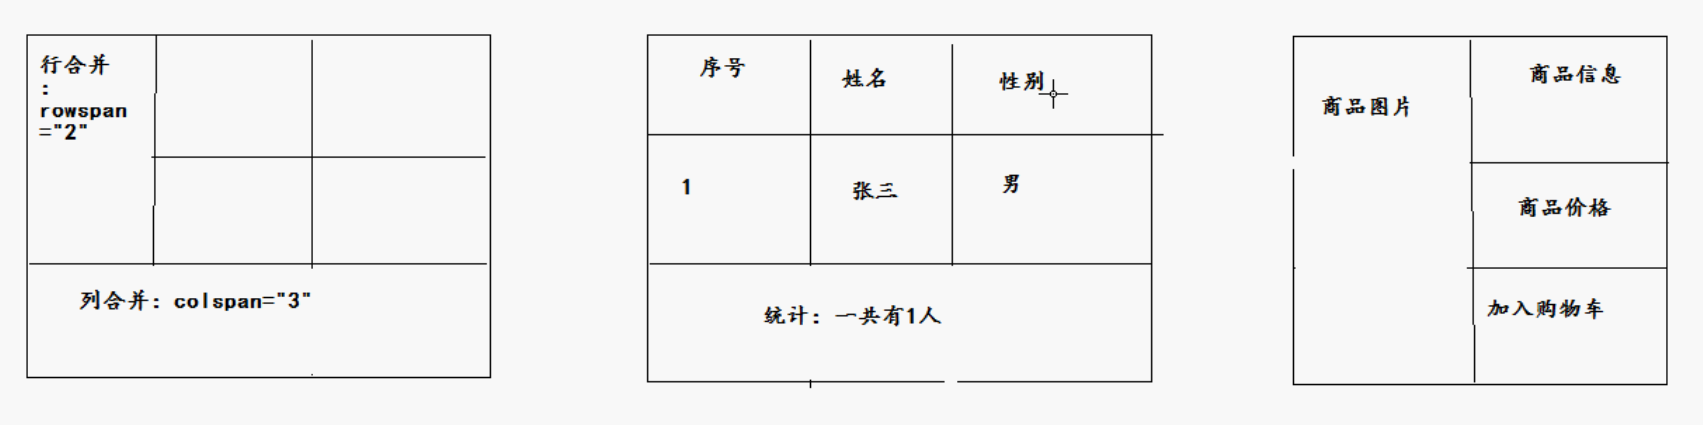 行合并
:
rowspan
="2"
列合并: colspan="3"
序号
姓名
性别
1
张三
男
统计: 一共有1人
商品图片
商品信息
商品价格
加入购物车